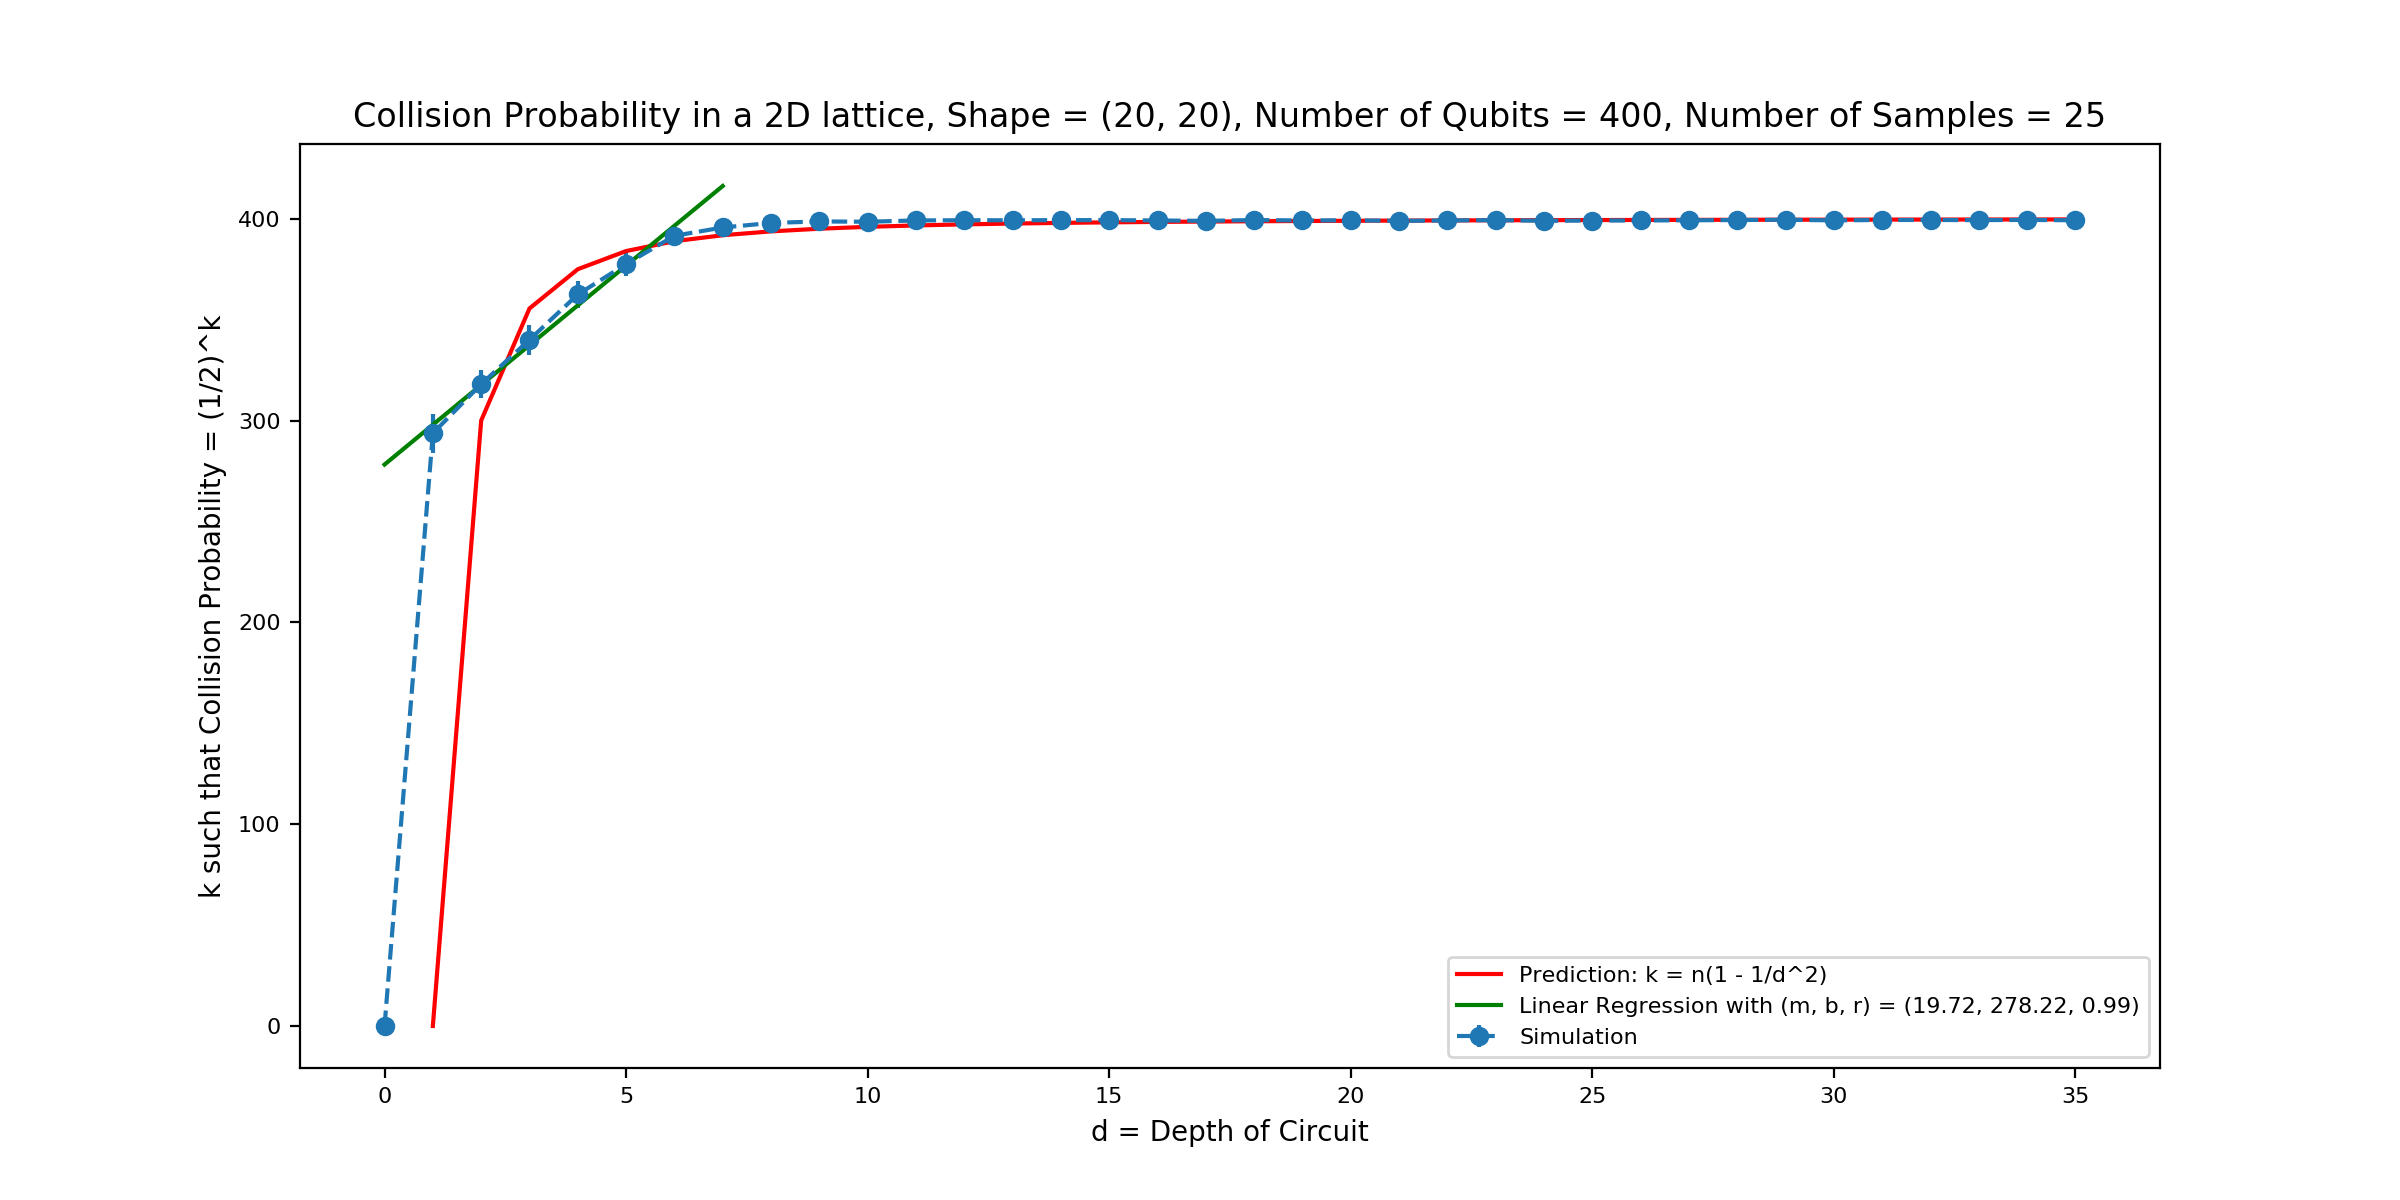 Collision Probability in a 2D lattice, Shape = (20, 20), Number of Qubits = 400, Number of Samples = 25
k such that Collision Probability = (1/2)^k
400
300
200
100
0
0 5 10 15 20 25 30 35
d = Depth of Circuit
Prediction: k = n(1 - 1/d^2)
Linear Regression with (m, b, r) = (19.72, 278.22, 0.99)
Simulation